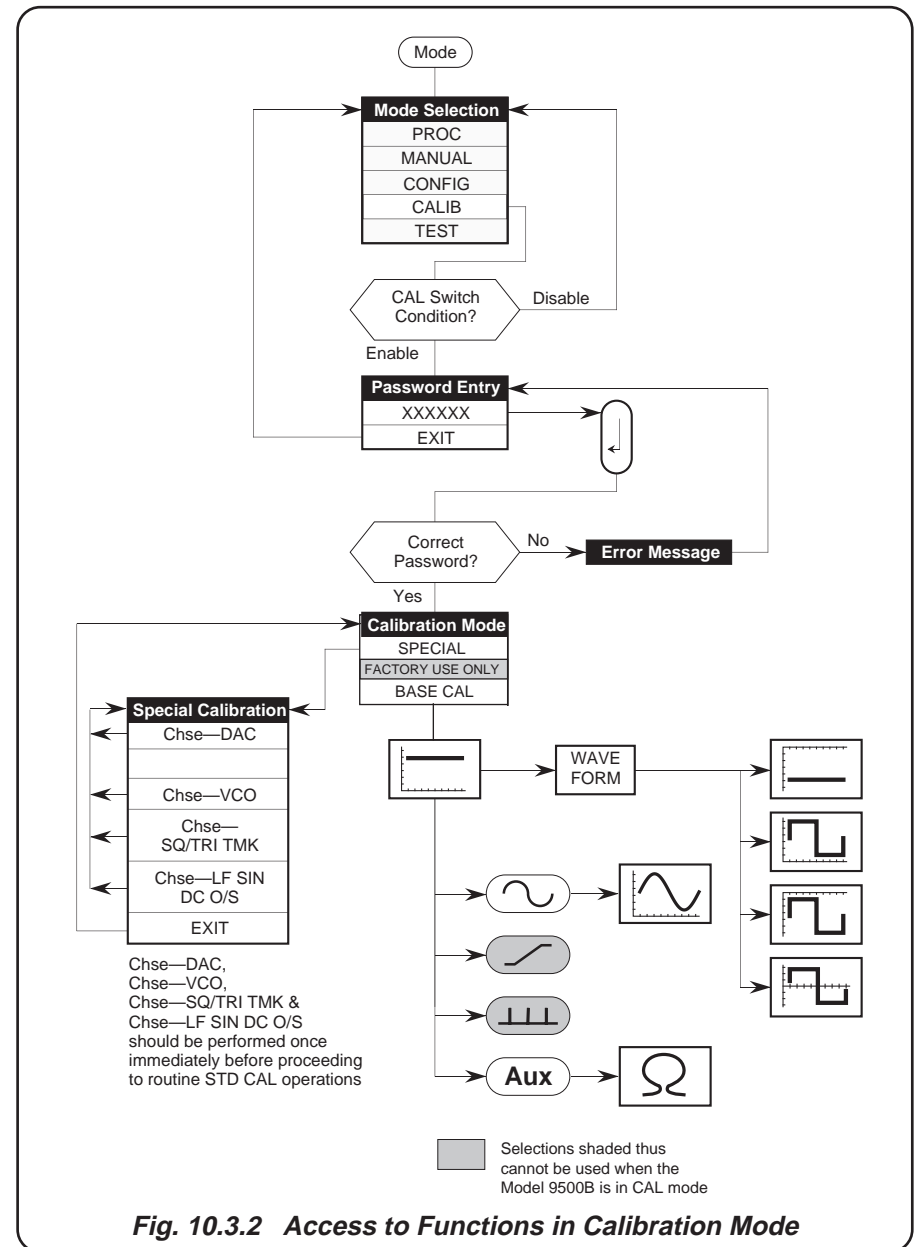 Mode
Mode Selection
PROC
MANUAL
CONFIG
CALIB
TEST
CAL Switch
Condition?
Disable
Enable
Password Entry
XXXXXX
EXIT
Correct
Password?
No
Error Message
Yes
Calibration Mode
SPECIAL
FACTORY USE ONLY
BASE CAL
Special Calibration
Chse—DAC
Chse—VCO
Chse—
SQ/TRI TMK
Chse—LF SIN
DC O/S
EXIT
WAVE
FORM
Aux
Ω
Chse—DAC,
Chse—VCO,
Chse—SQ/TRI TMK &
Chse—LF SIN DC O/S
should be performed once
immediately before proceeding
to routine STD CAL operations
Selections shaded thus
cannot be used when the
Model 9500B is in CAL mode
Fig. 10.3.2 Access to Functions in Calibration Mode